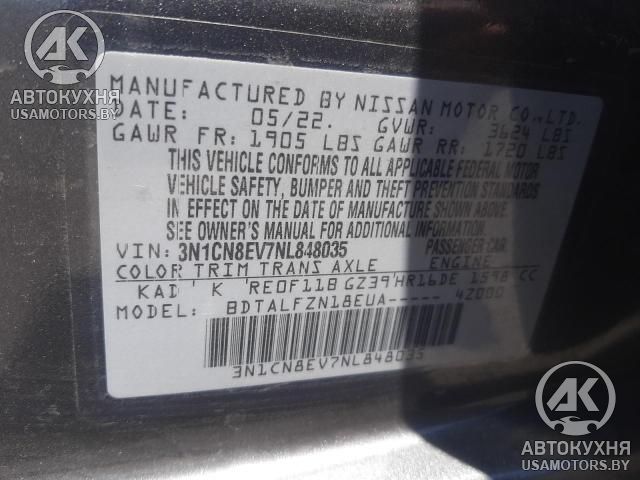 AK
АВТОКУХНЯ
USAMOTORS.BY
MANUFACTURED BY NISSAN MOTOR CO.,LTD.
DATE: 05/22. GVWR: 3624 LBS
GAWR FR: 1905 LBS GAWR RR: 1720 LBS
THIS VEHICLE CONFORMS TO ALL APPLICABLE FEDERAL MOTOR
VEHICLE SAFETY, BUMPER AND THEFT PREVENTION STANDARDS
IN EFFECT ON THE DATE OF MANUFACTURE SHOWN ABOVE.
SEE OWNER'S MANUAL FOR ADDITIONAL INFORMATION
VIN: 3N1CN8EV7NL848035 PASSENGER CAR.
COLOR TRIM TRANS AXLE ENGINE
KAD K RE0F11B GZ39 HR16DE 1598 CC
MODEL: BDTALFZN18EUA----- 42000
3N1CN8EV7NL848035
AK
АВТОКУХНЯ
USAMOTORS.BY